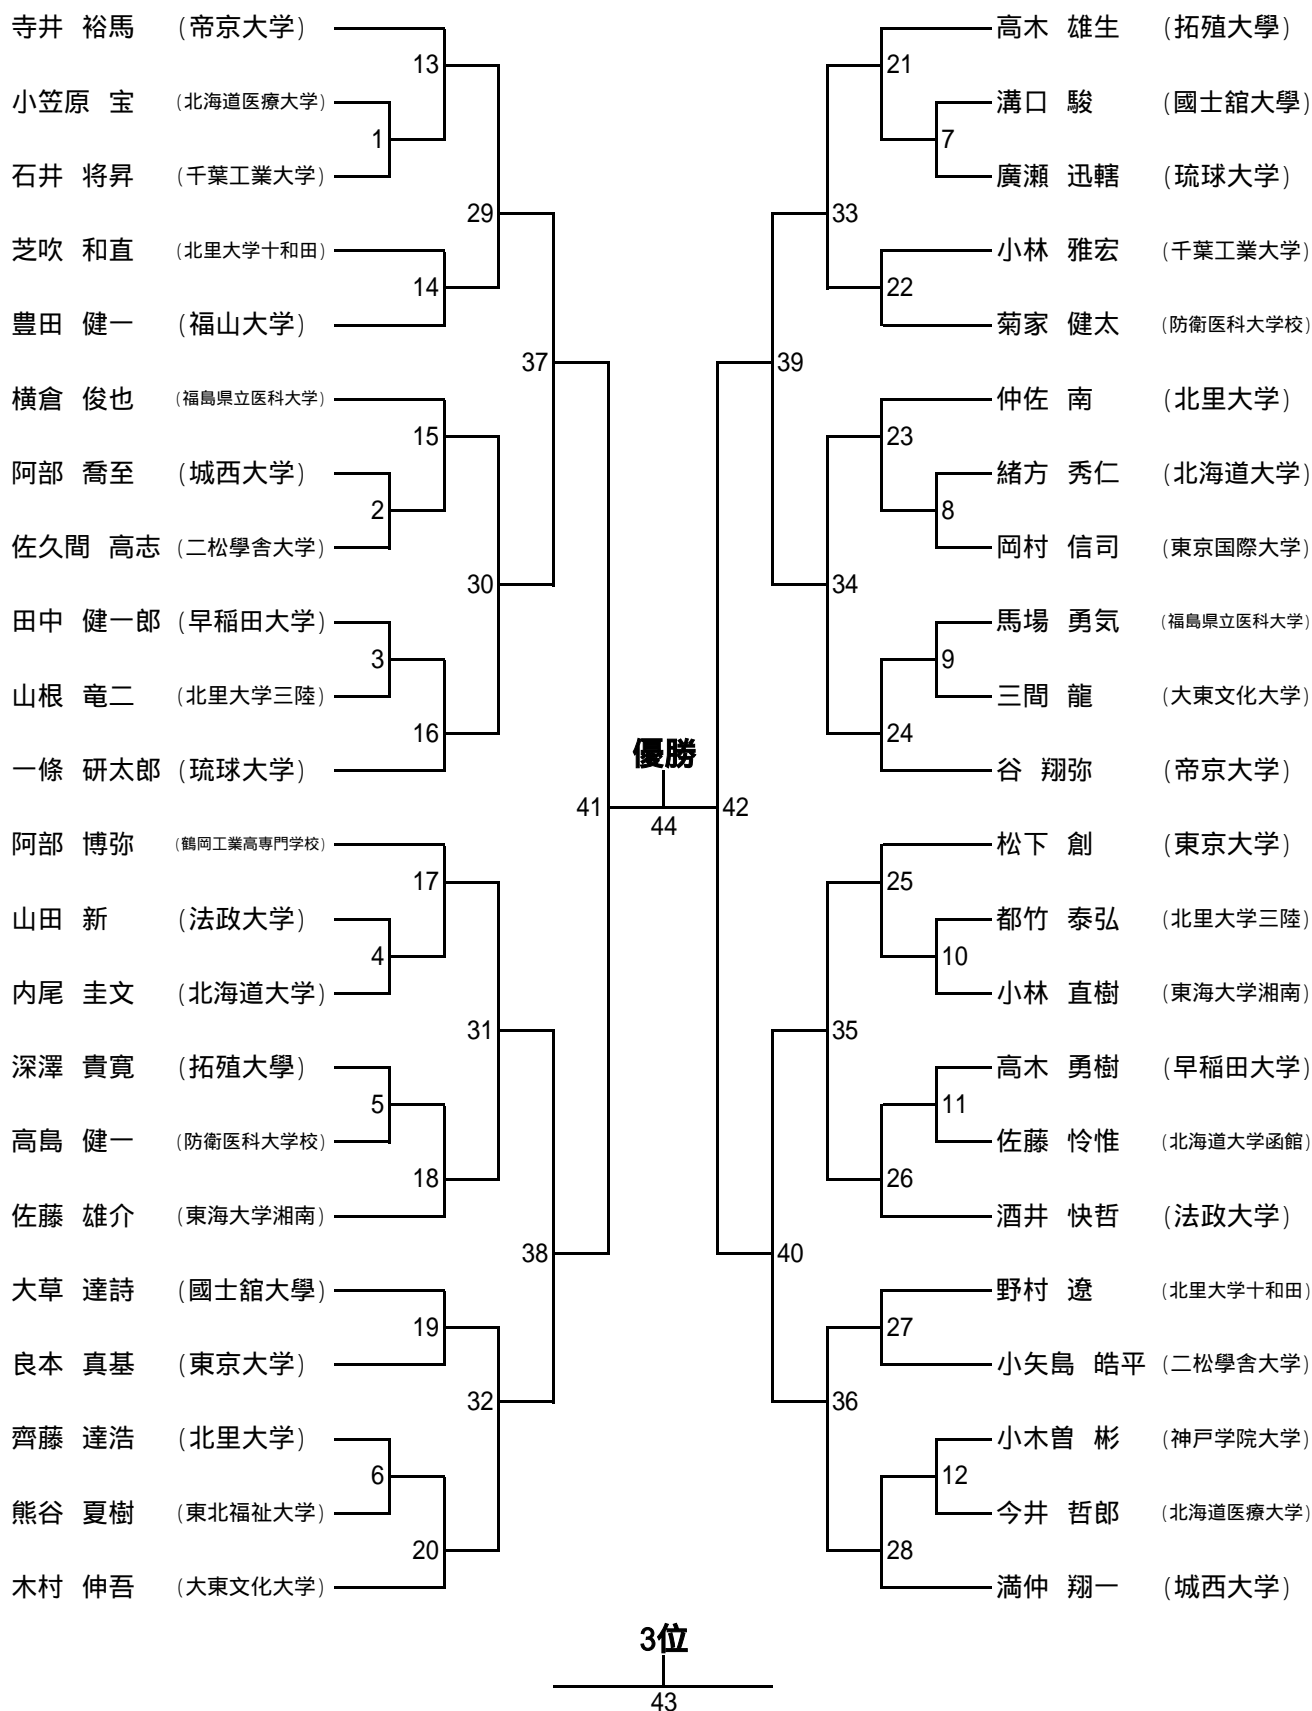 寺井 裕馬 (帝京大学)
13
小笠原 宝 (北海道医療大学)
1
石井 将昇 (千葉工業大学)
29
芝吹 和直 (北里大学十和田)
14
豊田 健一 (福山大学)
37
横倉 俊也 (福島県立医科大学)
15
阿部 喬至 (城西大学)
2
佐久間 高志 (二松學舎大学)
30
田中 健一郎 (早稲田大学)
3
山根 竜二 (北里大学三陸)
16
一條 研太郎 (琉球大学)
41
阿部 博弥 (鶴岡工業高専門学校)
17
山田 新 (法政大学)
4
内尾 圭文 (北海道大学)
31
深澤 貴寛 (拓殖大學)
5
高島 健一 (防衛医科大学校)
18
佐藤 雄介 (東海大学湘南)
38
大草 達詩 (國士舘大學)
19
良本 真基 (東京大学)
32
齊藤 達浩 (北里大学)
6
熊谷 夏樹 (東北福祉大学)
20
木村 伸吾 (大東文化大学)
優勝
44
高木 雄生 (拓殖大學)
21
溝口 駿 (國士舘大學)
7
廣瀬 迅轄 (琉球大学)
33
小林 雅宏 (千葉工業大学)
22
菊家 健太 (防衛医科大学校)
39
仲佐 南 (北里大学)
23
緒方 秀仁 (北海道大学)
8
岡村 信司 (東京国際大学)
34
馬場 勇気 (福島県立医科大学)
9
三間 龍 (大東文化大学)
24
谷 翔弥 (帝京大学)
42
松下 創 (東京大学)
25
都竹 泰弘 (北里大学三陸)
10
小林 直樹 (東海大学湘南)
35
高木 勇樹 (早稲田大学)
11
佐藤 怜惟 (北海道大学函館)
26
酒井 快哲 (法政大学)
40
野村 遼 (北里大学十和田)
27
小矢島 皓平 (二松學舎大学)
36
小木曽 彬 (神戸学院大学)
12
今井 哲郎 (北海道医療大学)
28
満仲 翔一 (城西大学)
3位
43